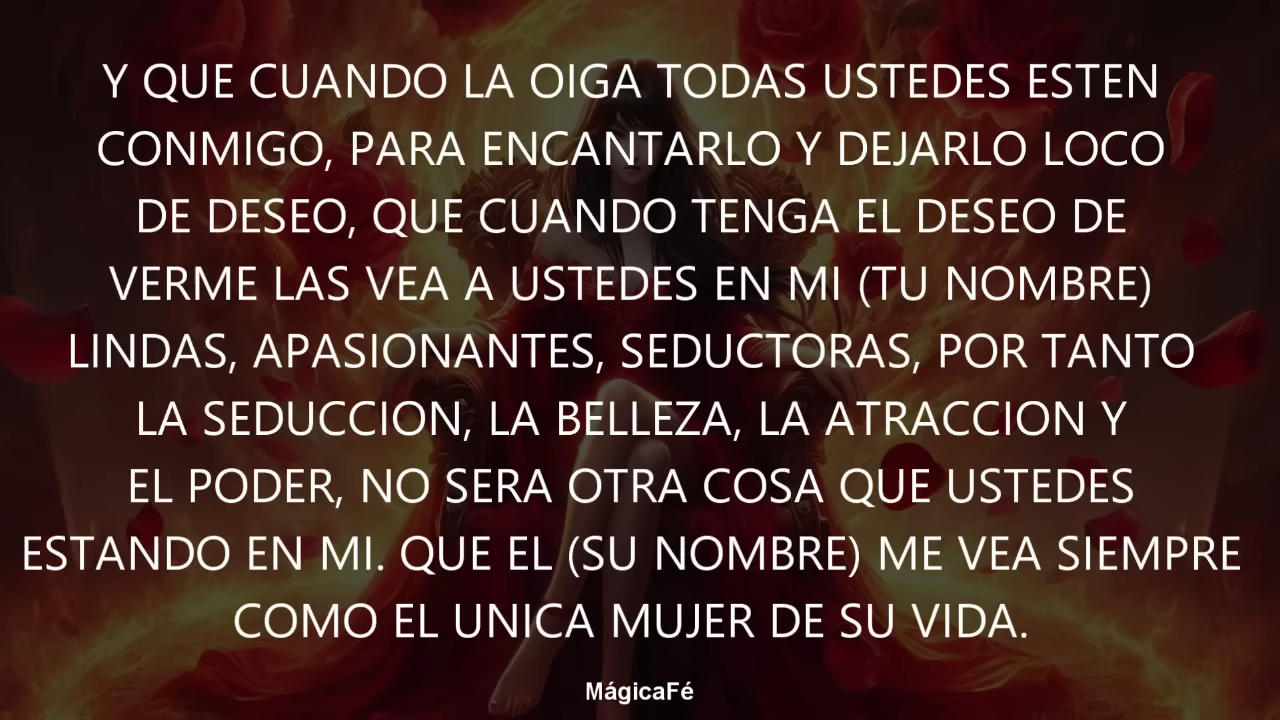 Y QUE CUANDO LA OIGA TODAS USTEDES ESTEN
CONMIGO, PARA ENCANTARLO Y DEJARLO LOCO
DE DESEO, QUE CUANDO TENGA EL DESEO DE
VERME LAS VEA A USTEDES EN MI (TU NOMBRE)
LINDAS, APASIONANTES, SEDUCTORAS, POR TANTO
LA SEDUCCION, LA BELLEZA, LA ATRACCION Y
EL PODER, NO SERA OTRA COSA QUE USTEDES
ESTANDO EN MI. QUE EL (SU NOMBRE) ME VEA SIEMPRE
COMO EL UNICA MUJER DE SU VIDA.
MágicaFé